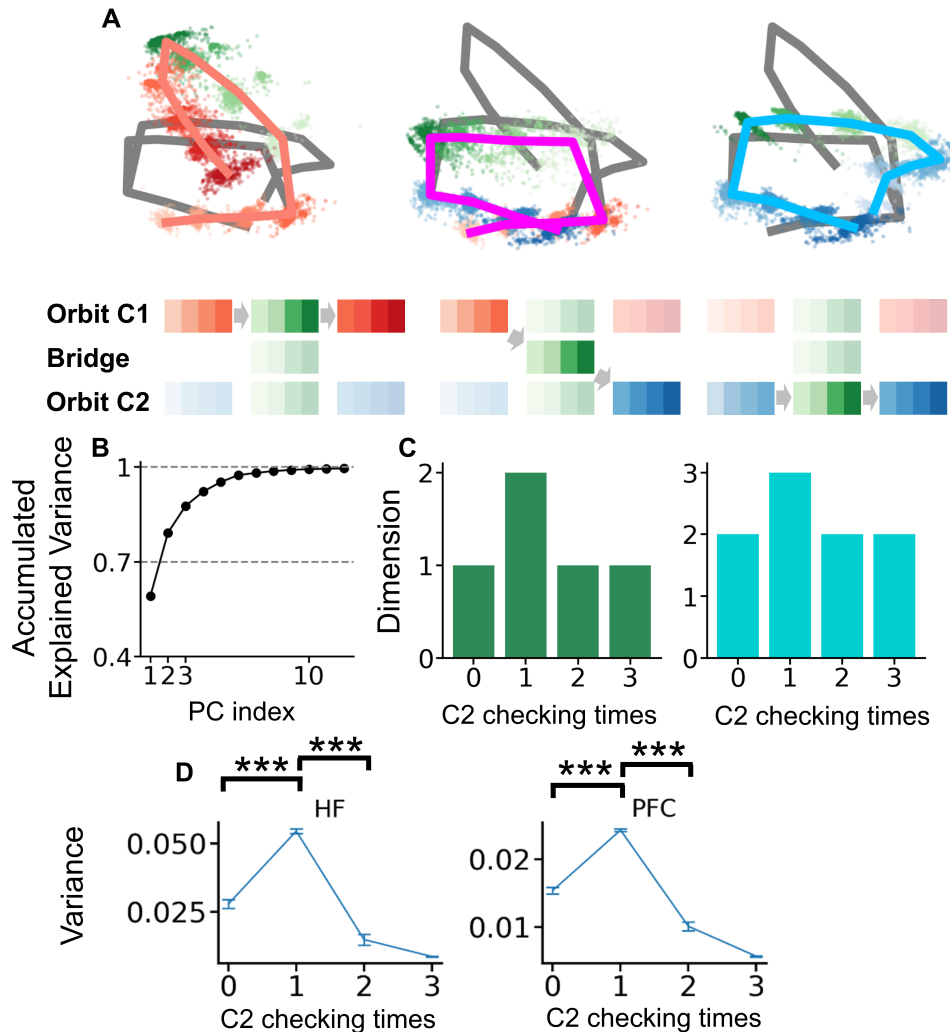 A
Orbit C1
Bridge
Orbit C2
B
Accumulated
Explained Variance
1
0.7
0.4
1 2 3 10
PC index
C
Dimension
2
1
0
0 1 2 3
C2 checking times
3
2
1
0
0 1 2 3
C2 checking times
D
*** ***
HF
Variance
0.050
0.025
0 1 2 3
C2 checking times
*** ***
PFC
0.02
0.01
0 1 2 3
C2 checking times